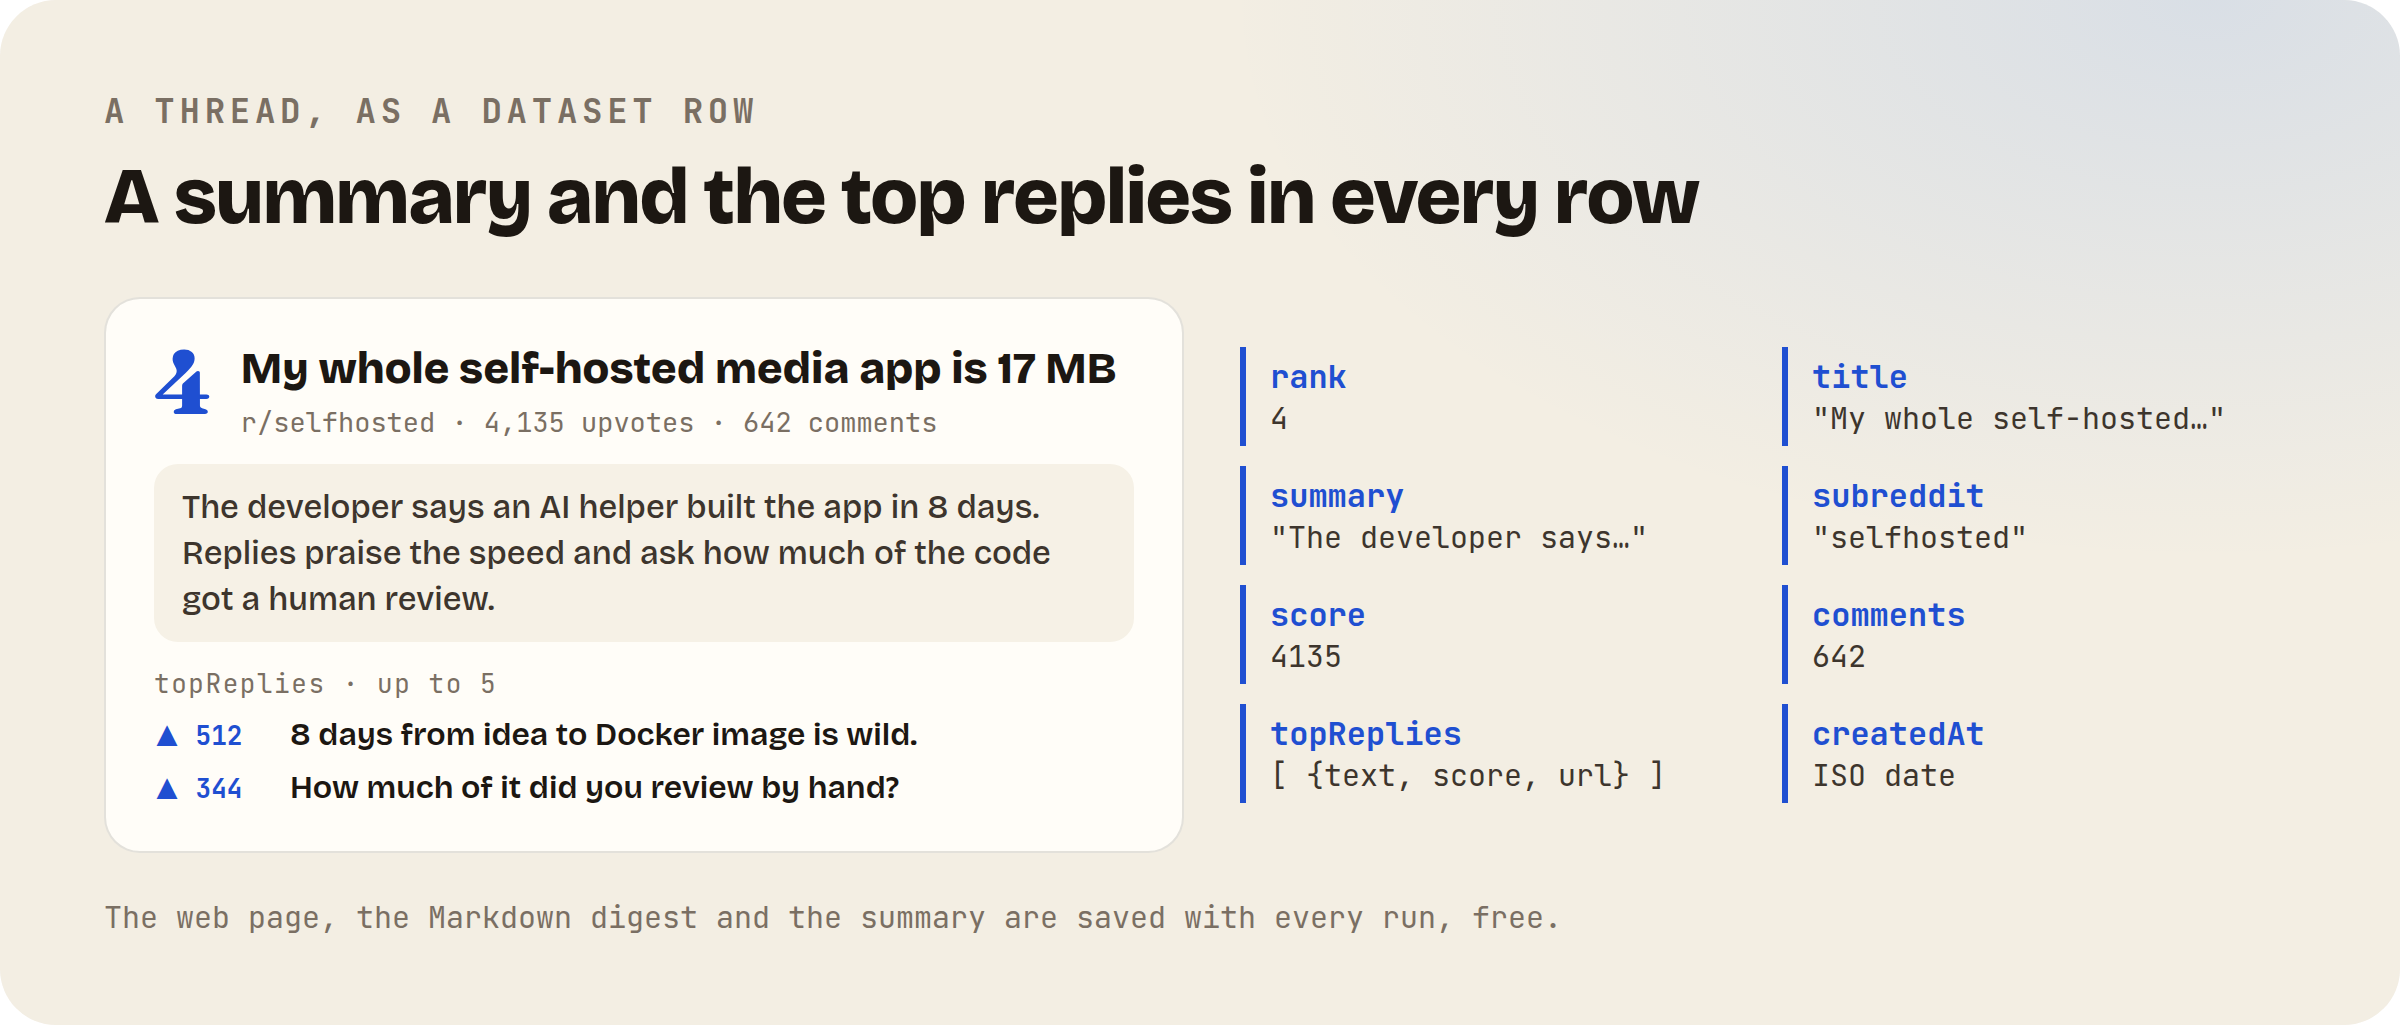 A THREAD, AS A DATASET ROW
A summary and the top replies in every row
4
My whole self-hosted media app is 17 MB
r/selfhosted · 4,135 upvotes · 642 comments
The developer says an AI helper built the app in 8 days.
Replies praise the speed and ask how much of the code
got a human review.
topReplies · up to 5
▲ 512 8 days from idea to Docker image is wild.
▲ 344 How much of it did you review by hand?
rank
4
title
"My whole self-hosted…"
summary
"The developer says…"
subreddit
"selfhosted"
score
4135
comments
642
topReplies
[ {text, score, url} ]
createdAt
ISO date
The web page, the Markdown digest and the summary are saved with every run, free.